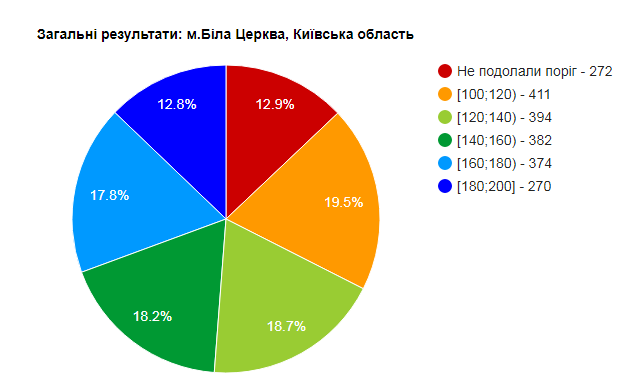 Загальні результати: м.Біла Церква, Київська область
Не подолали поріг - 272
[100;120) - 411
[120;140) - 394
[140;160) - 382
[160;180) - 374
[180;200] - 270
12.8%
12.9%
17.8%
19.5%
18.2%
18.7%